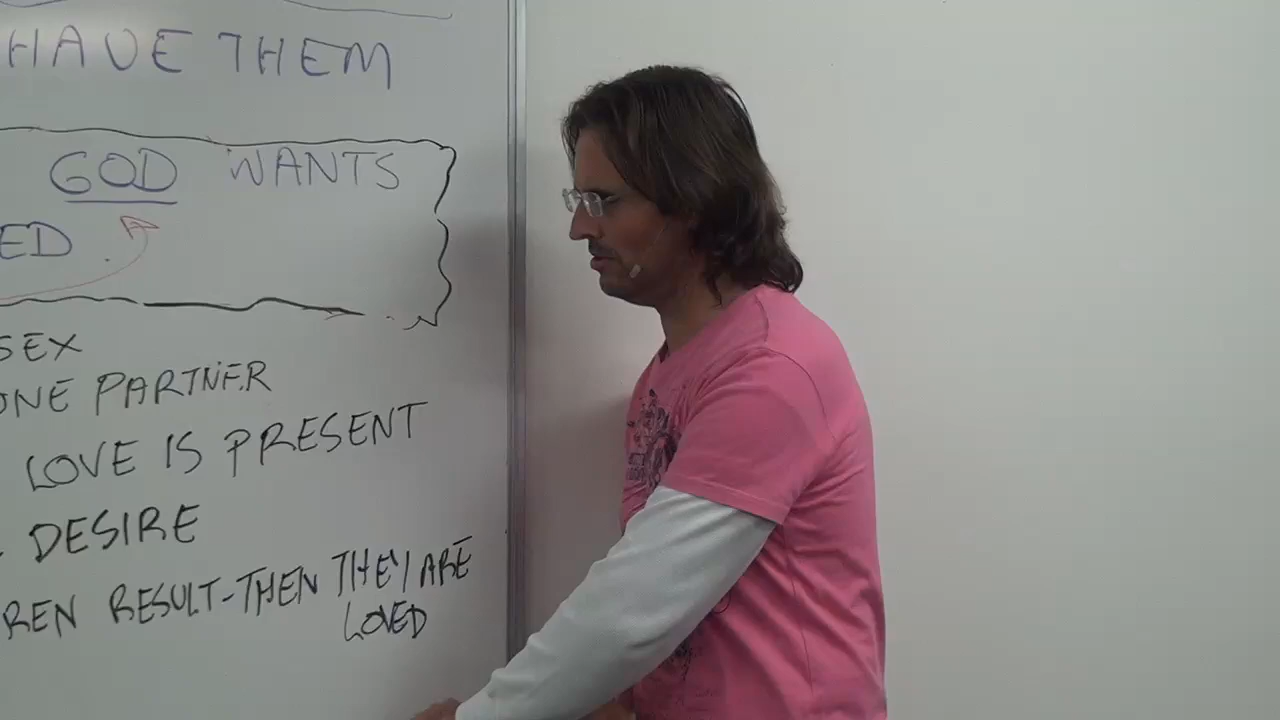 HAVE THEM
GOD WANTS
ED
SEX
ONE PARTNER
LOVE IS PRESENT
DESIRE
REN RESULT-THEN THEY ARE
LOVED